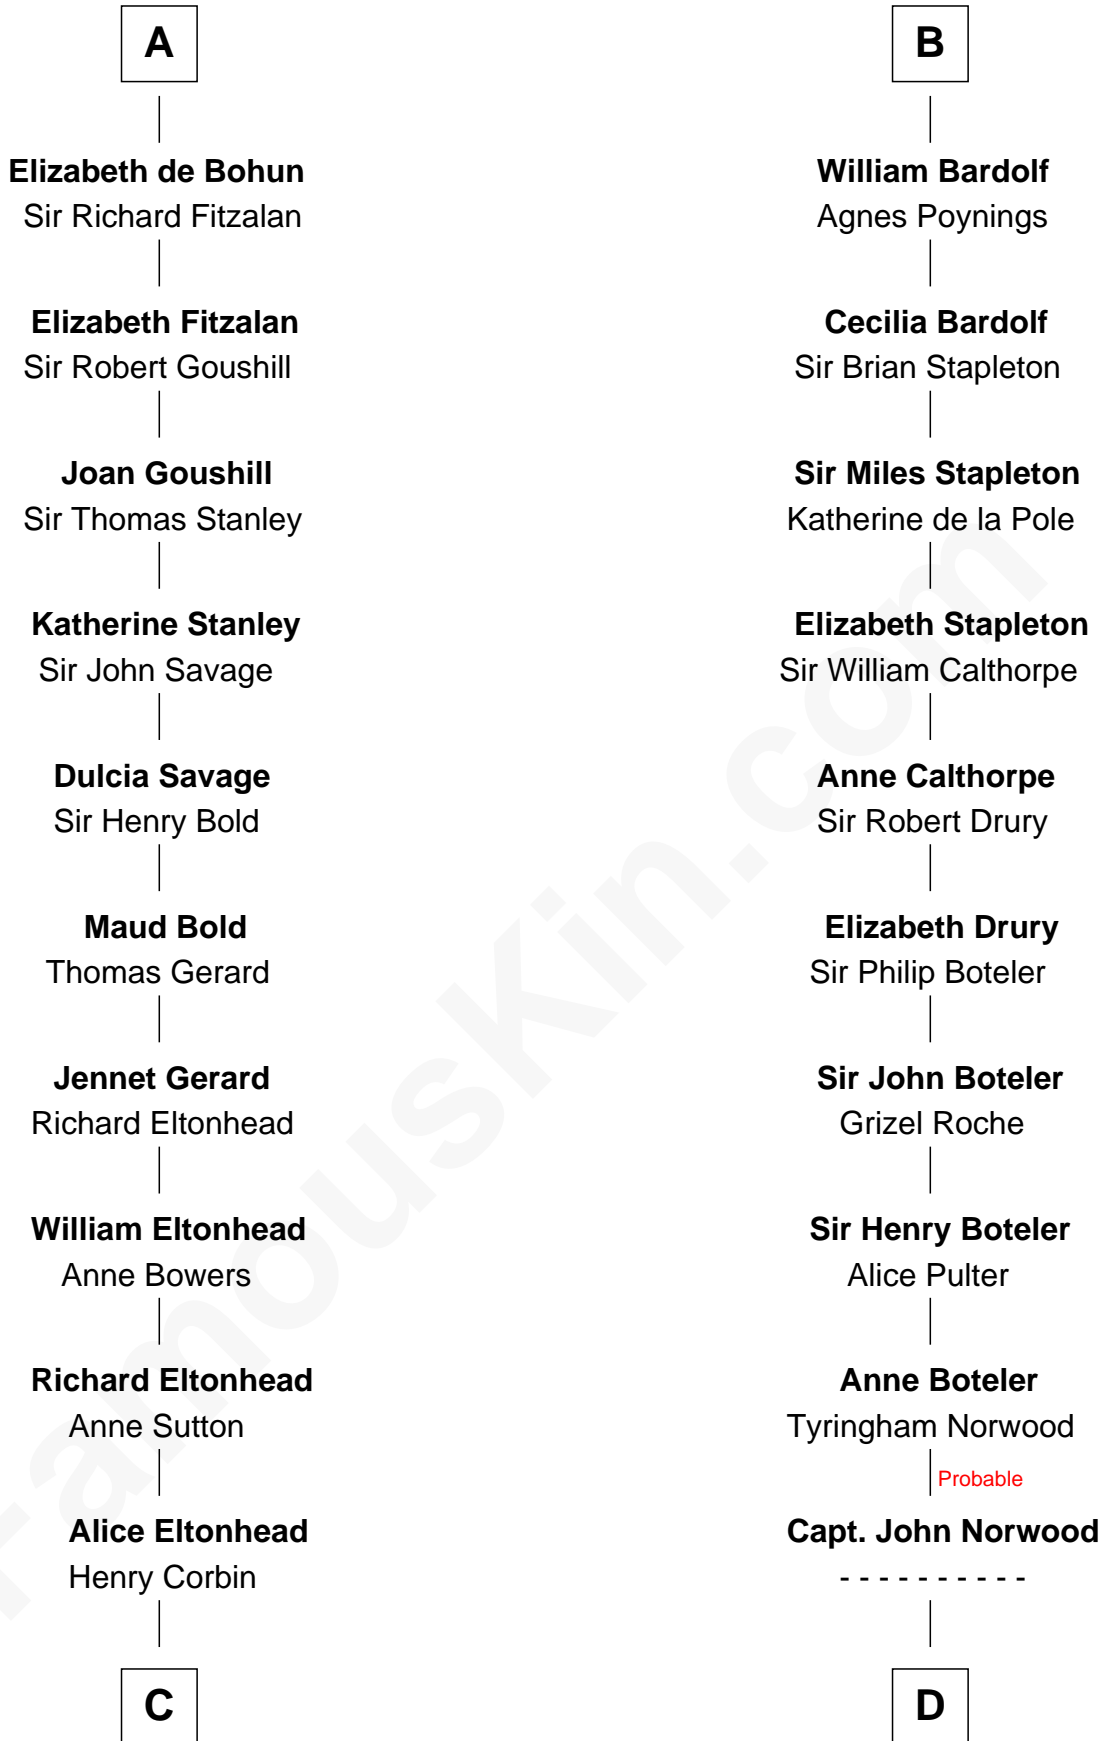 A
Elizabeth de Bohun
Sir Richard Fitzalan
Elizabeth Fitzalan
Sir Robert Goushill
Joan Goushill
Sir Thomas Stanley
Katherine Stanley
Sir John Savage
Dulcia Savage
Sir Henry Bold
Maud Bold
Thomas Gerard
Jennet Gerard
Richard Eltonhead
William Eltonhead
Anne Bowers
Richard Eltonhead
Anne Sutton
Alice Eltonhead
Henry Corbin
C
B
William Bardolf
Agnes Poynings
Cecilia Bardolf
Sir Brian Stapleton
Sir Miles Stapleton
Katherine de la Pole
Elizabeth Stapleton
Sir William Calthorpe
Anne Calthorpe
Sir Robert Drury
Elizabeth Drury
Sir Philip Boteler
Sir John Boteler
Grizel Roche
Sir Henry Boteler
Alice Pulter
Anne Boteler
Tyringham Norwood
Probable
Capt. John Norwood
- - - - - - - - - -
D
FamousKin.com